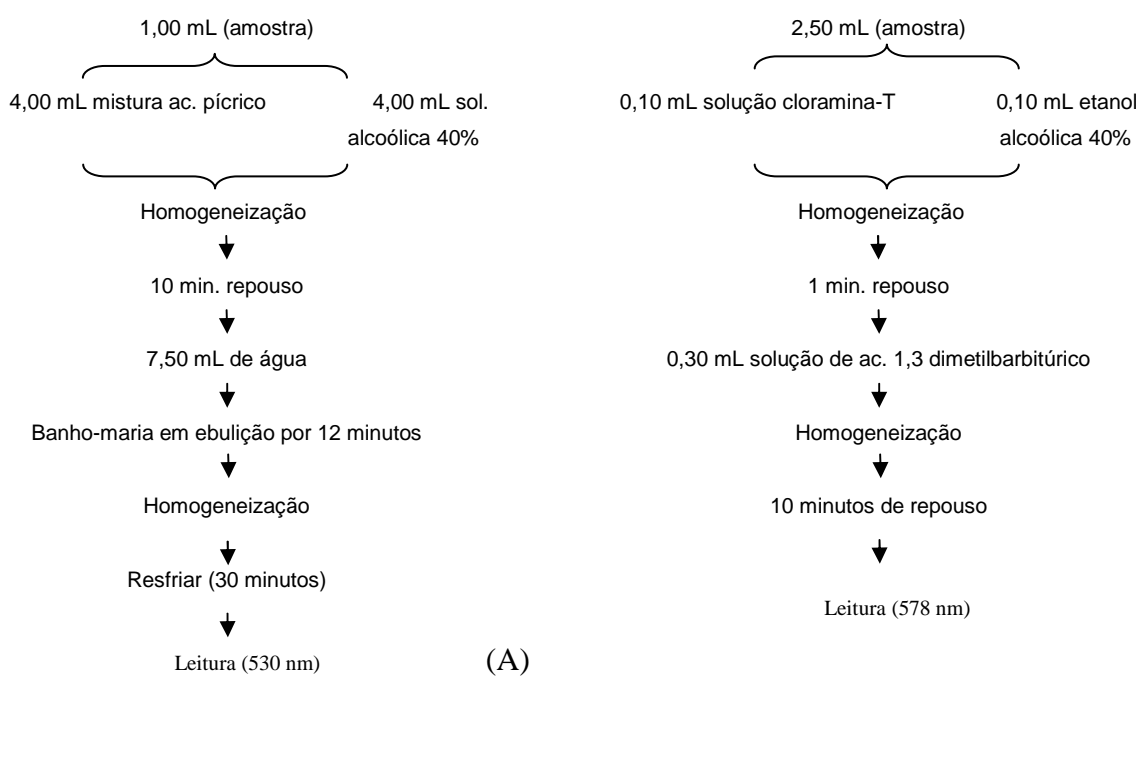 1,00 mL (amostra)
4,00 mL mistura ac. pícrico
4,00 mL sol.
alcoólica 40%
Homogeneização
10 min. repouso
7,50 mL de água
Banho-maria em ebulição por 12 minutos
Homogeneização
Resfriar (30 minutos)
Leitura (530 nm)
(A)
2,50 mL (amostra)
0,10 mL solução cloramina-T
0,10 mL etanol
alcoólica 40%
Homogeneização
1 min. repouso
0,30 mL solução de ac. 1,3 dimetilbarbitúrico
Homogeneização
10 minutos de repouso
Leitura (578 nm)